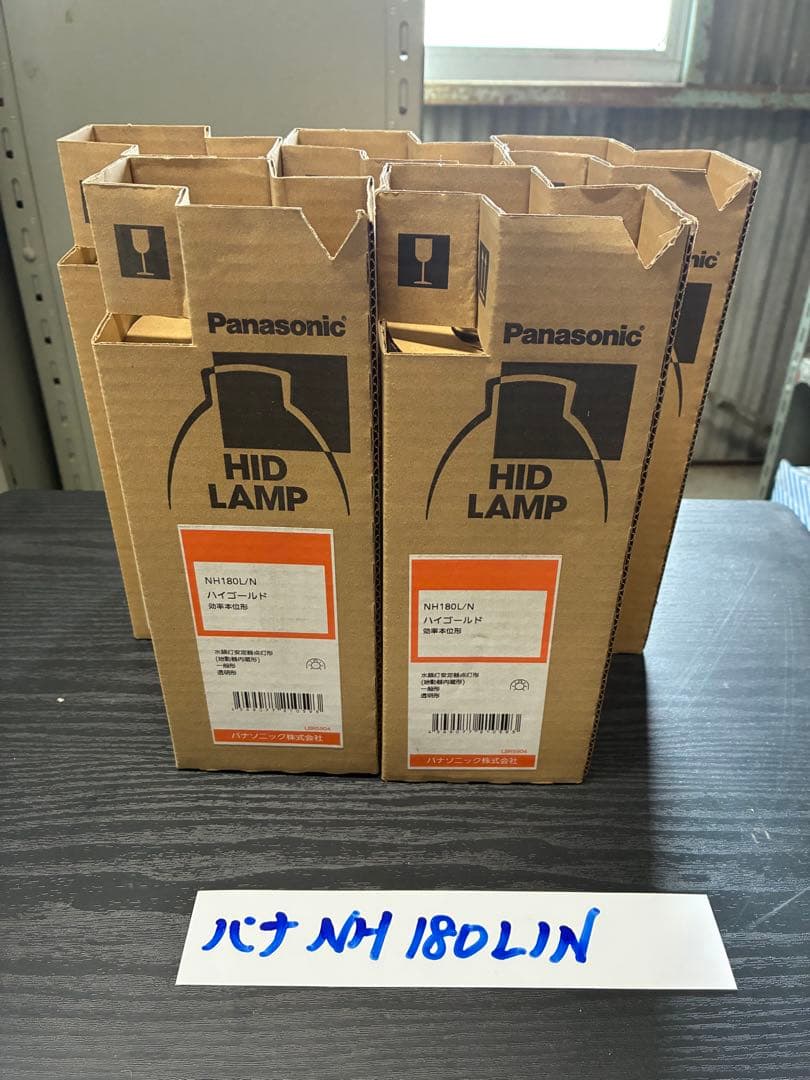 Panasonic
HID
LAMP
NH180L/N
ハイゴールド
効率本位形
水銀灯安定器点灯形
(始動器内蔵形)
一般形
透明形
パナソニック株式会社
Panasonic
HID
LAMP
NH180L/N
ハイゴールド
効率本位形
水銀灯安定器点灯形
(始動器内蔵形)
一般形
透明形
パナソニック株式会社
nic
パナ NH 180L/N